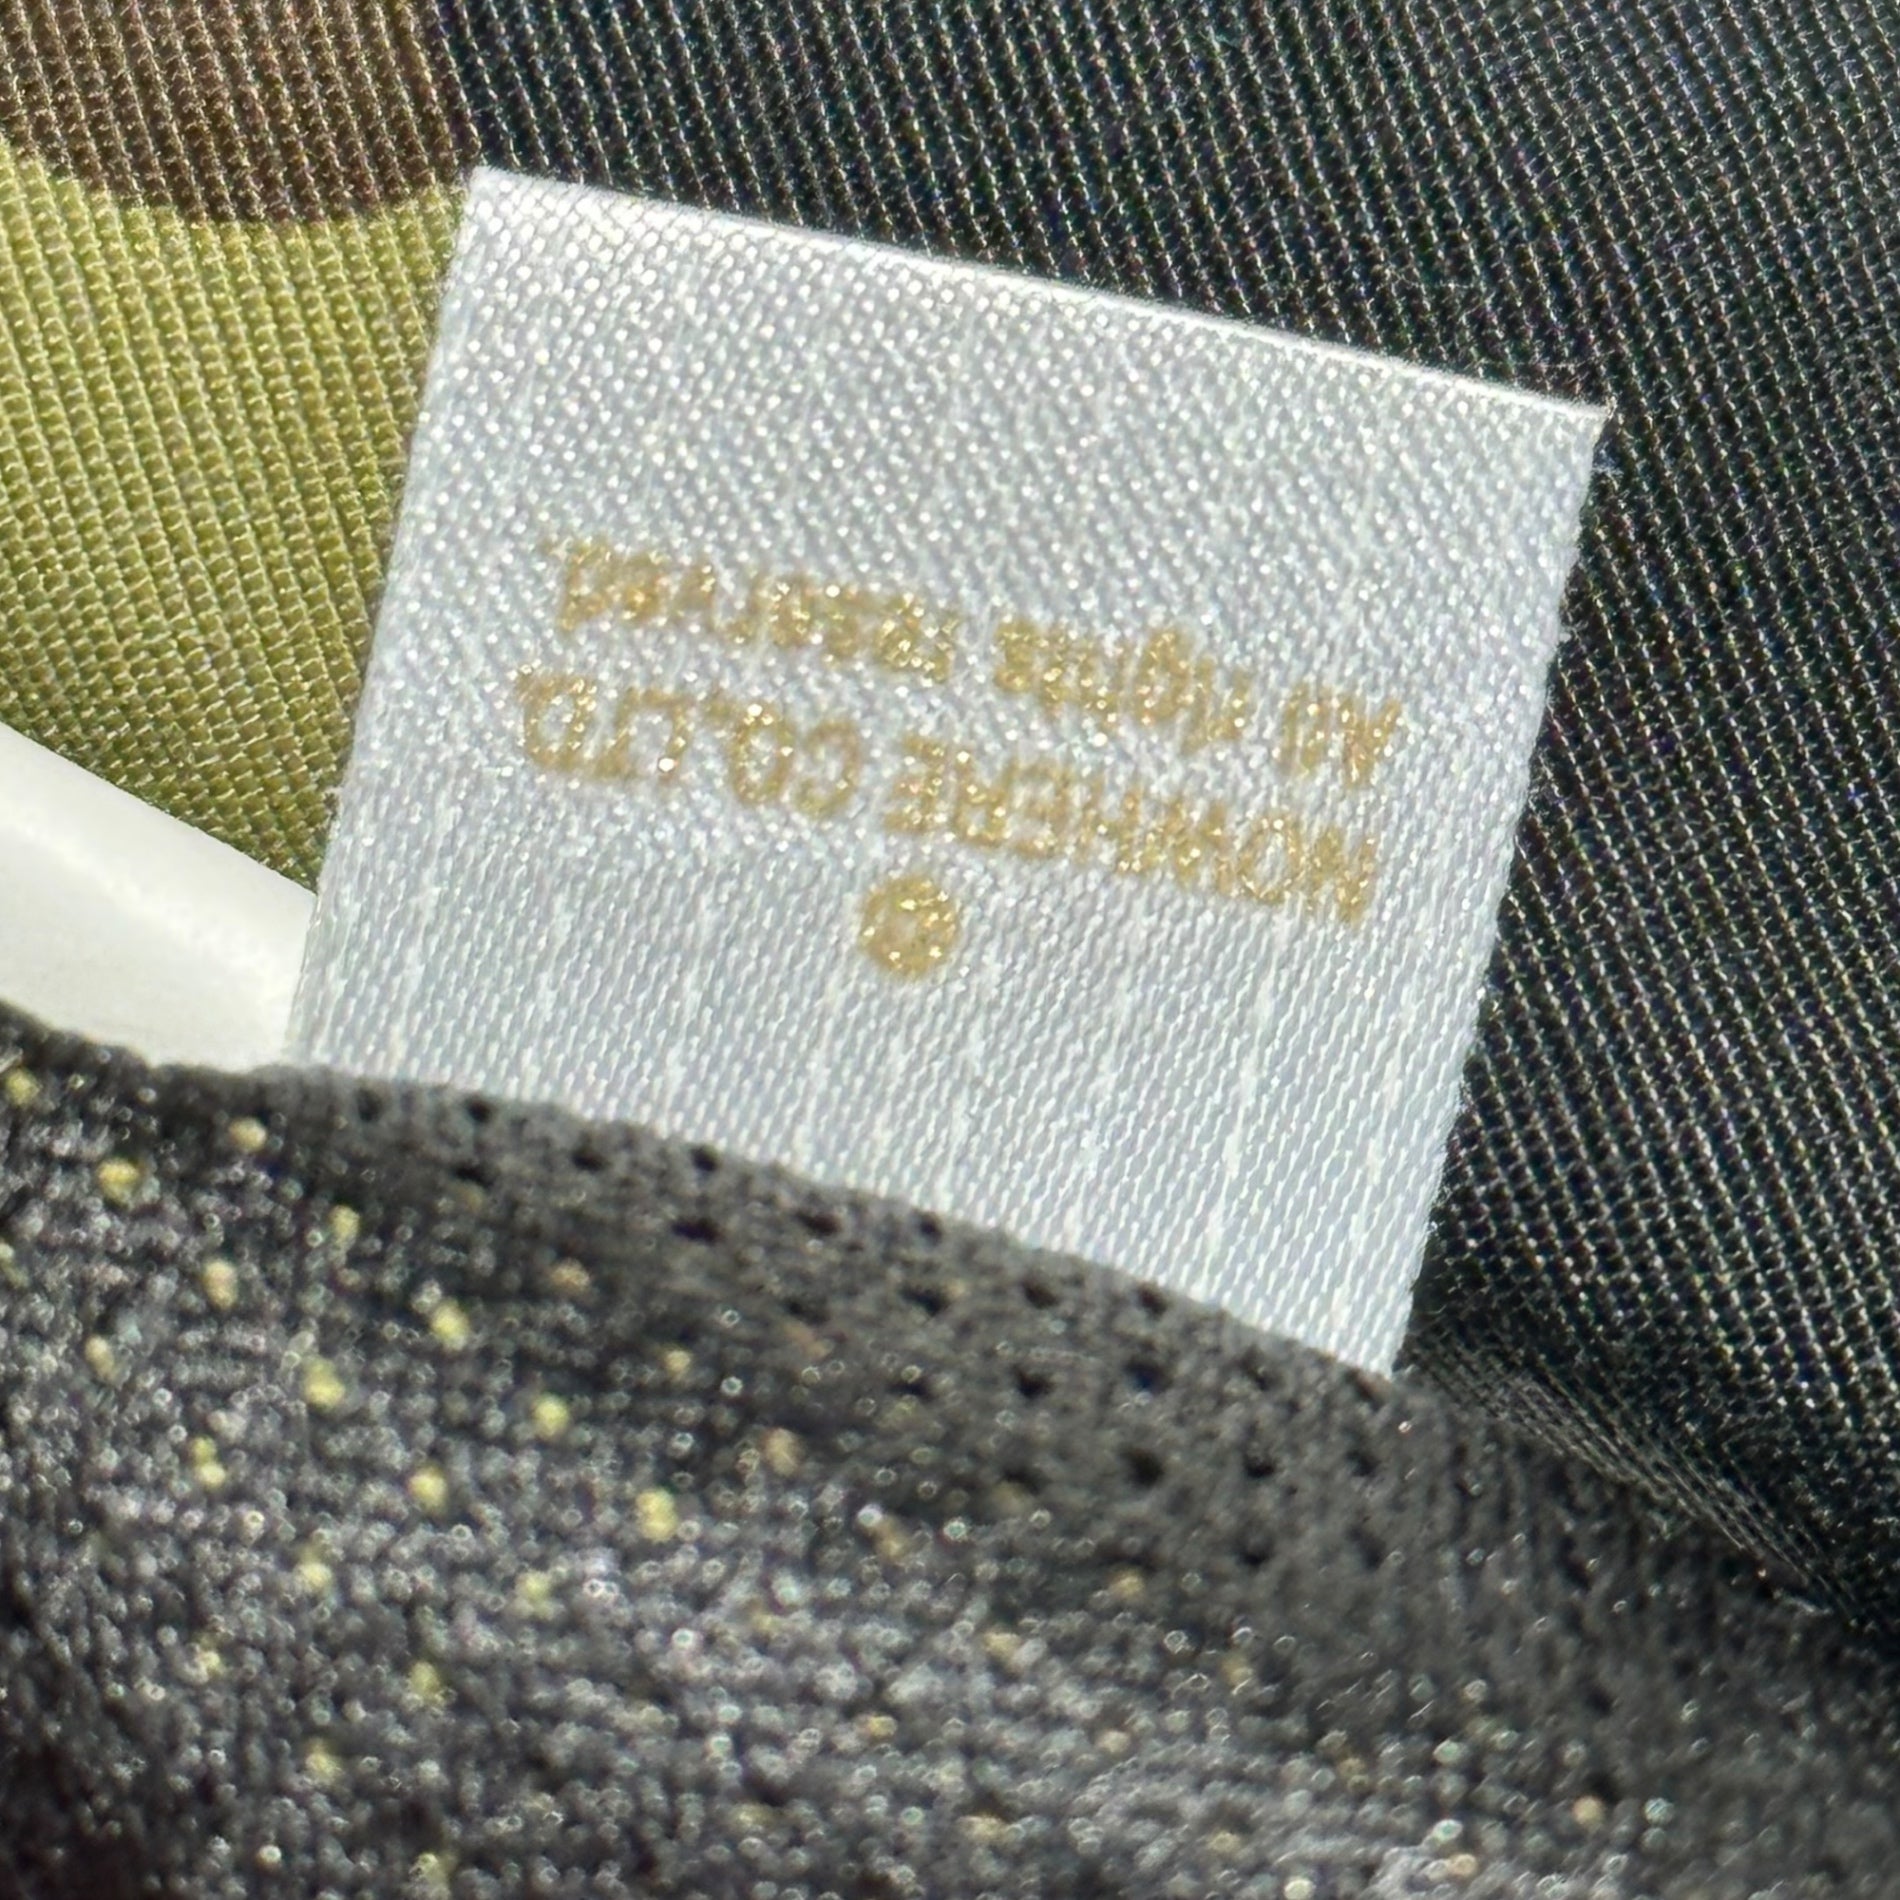 ©
NOWHERE CO.,LTD.
All rights reserved.